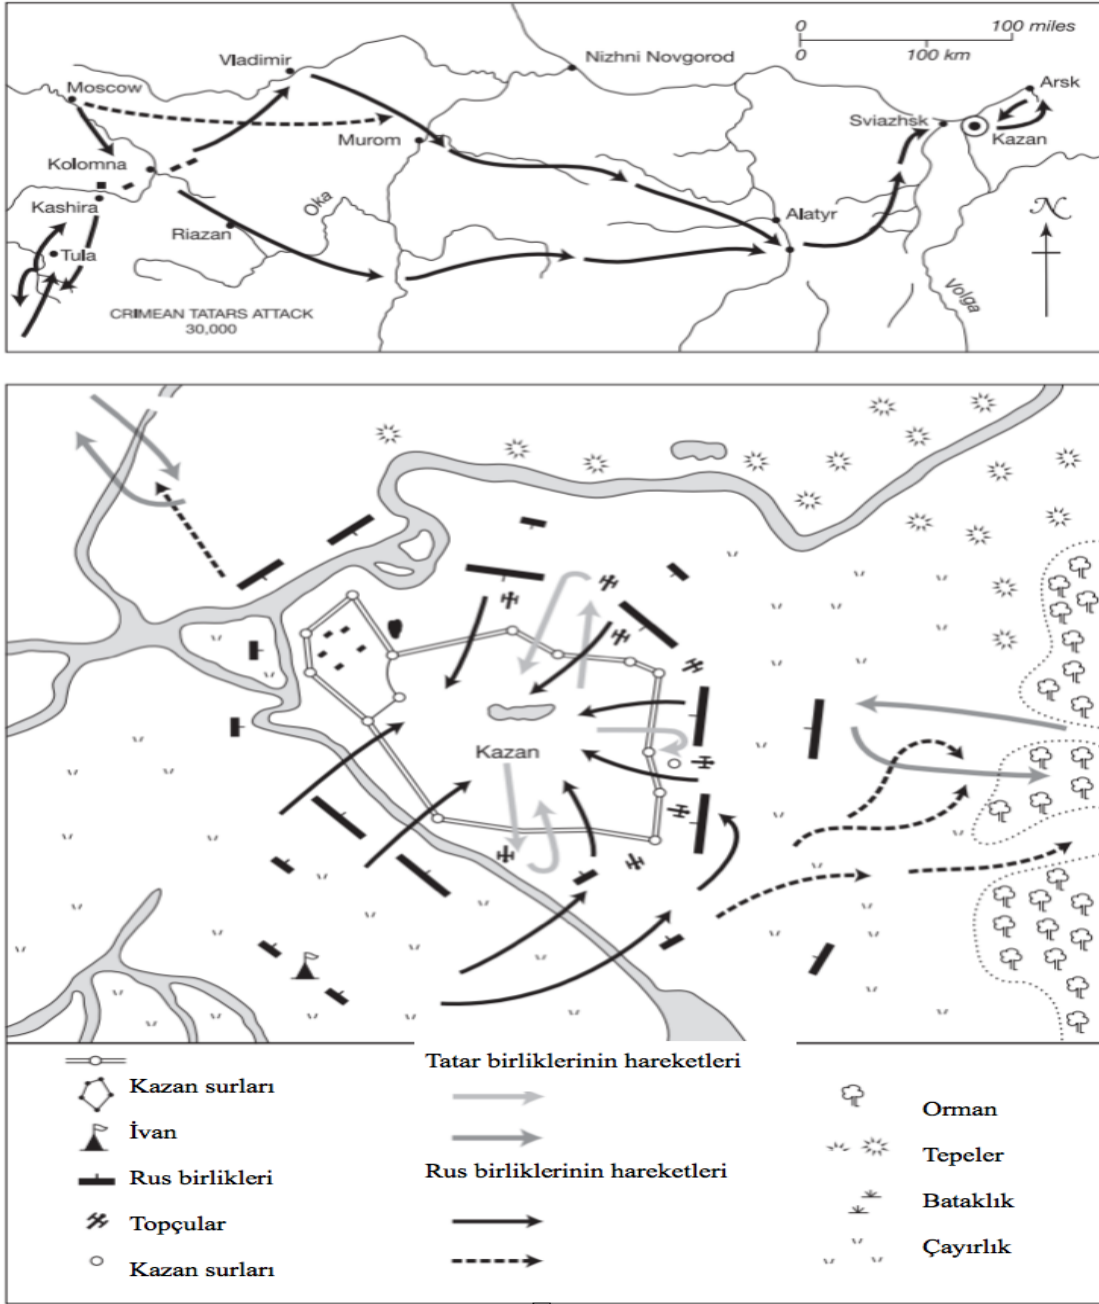 0
100 miles
0
100 km
Vladimir
Nizhni Novgorod
Moscow
Arsk
Sviazhsk
Kazan
Murom
Kolomna
Kashira
Oka
Riazan
Alatyr
N
Tula
Volga
CRIMEAN TATARS ATTACK
30,000
Kazan
Kazan surları
İvan
Rus birlikleri
Topçular
Kazan surları
Tatar birliklerinin hareketleri
Rus birliklerinin hareketleri
Orman
Tepeler
Bataklık
Çayırlık